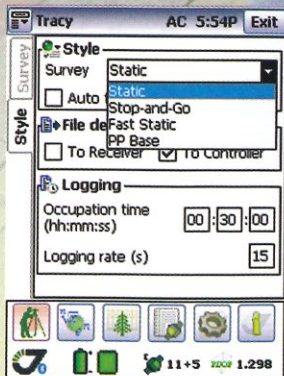 Tracy AC 5:54P Exit
Survey
Style
Style
Survey Static
Static
Stop-and-Go
Fast Static
PP Base
Auto
File de
To Receiver To Controller
Logging
Occupation time
(hh:mm:ss) 00:30:00
Logging rate (s) 15
11+5 PDOP 1.298